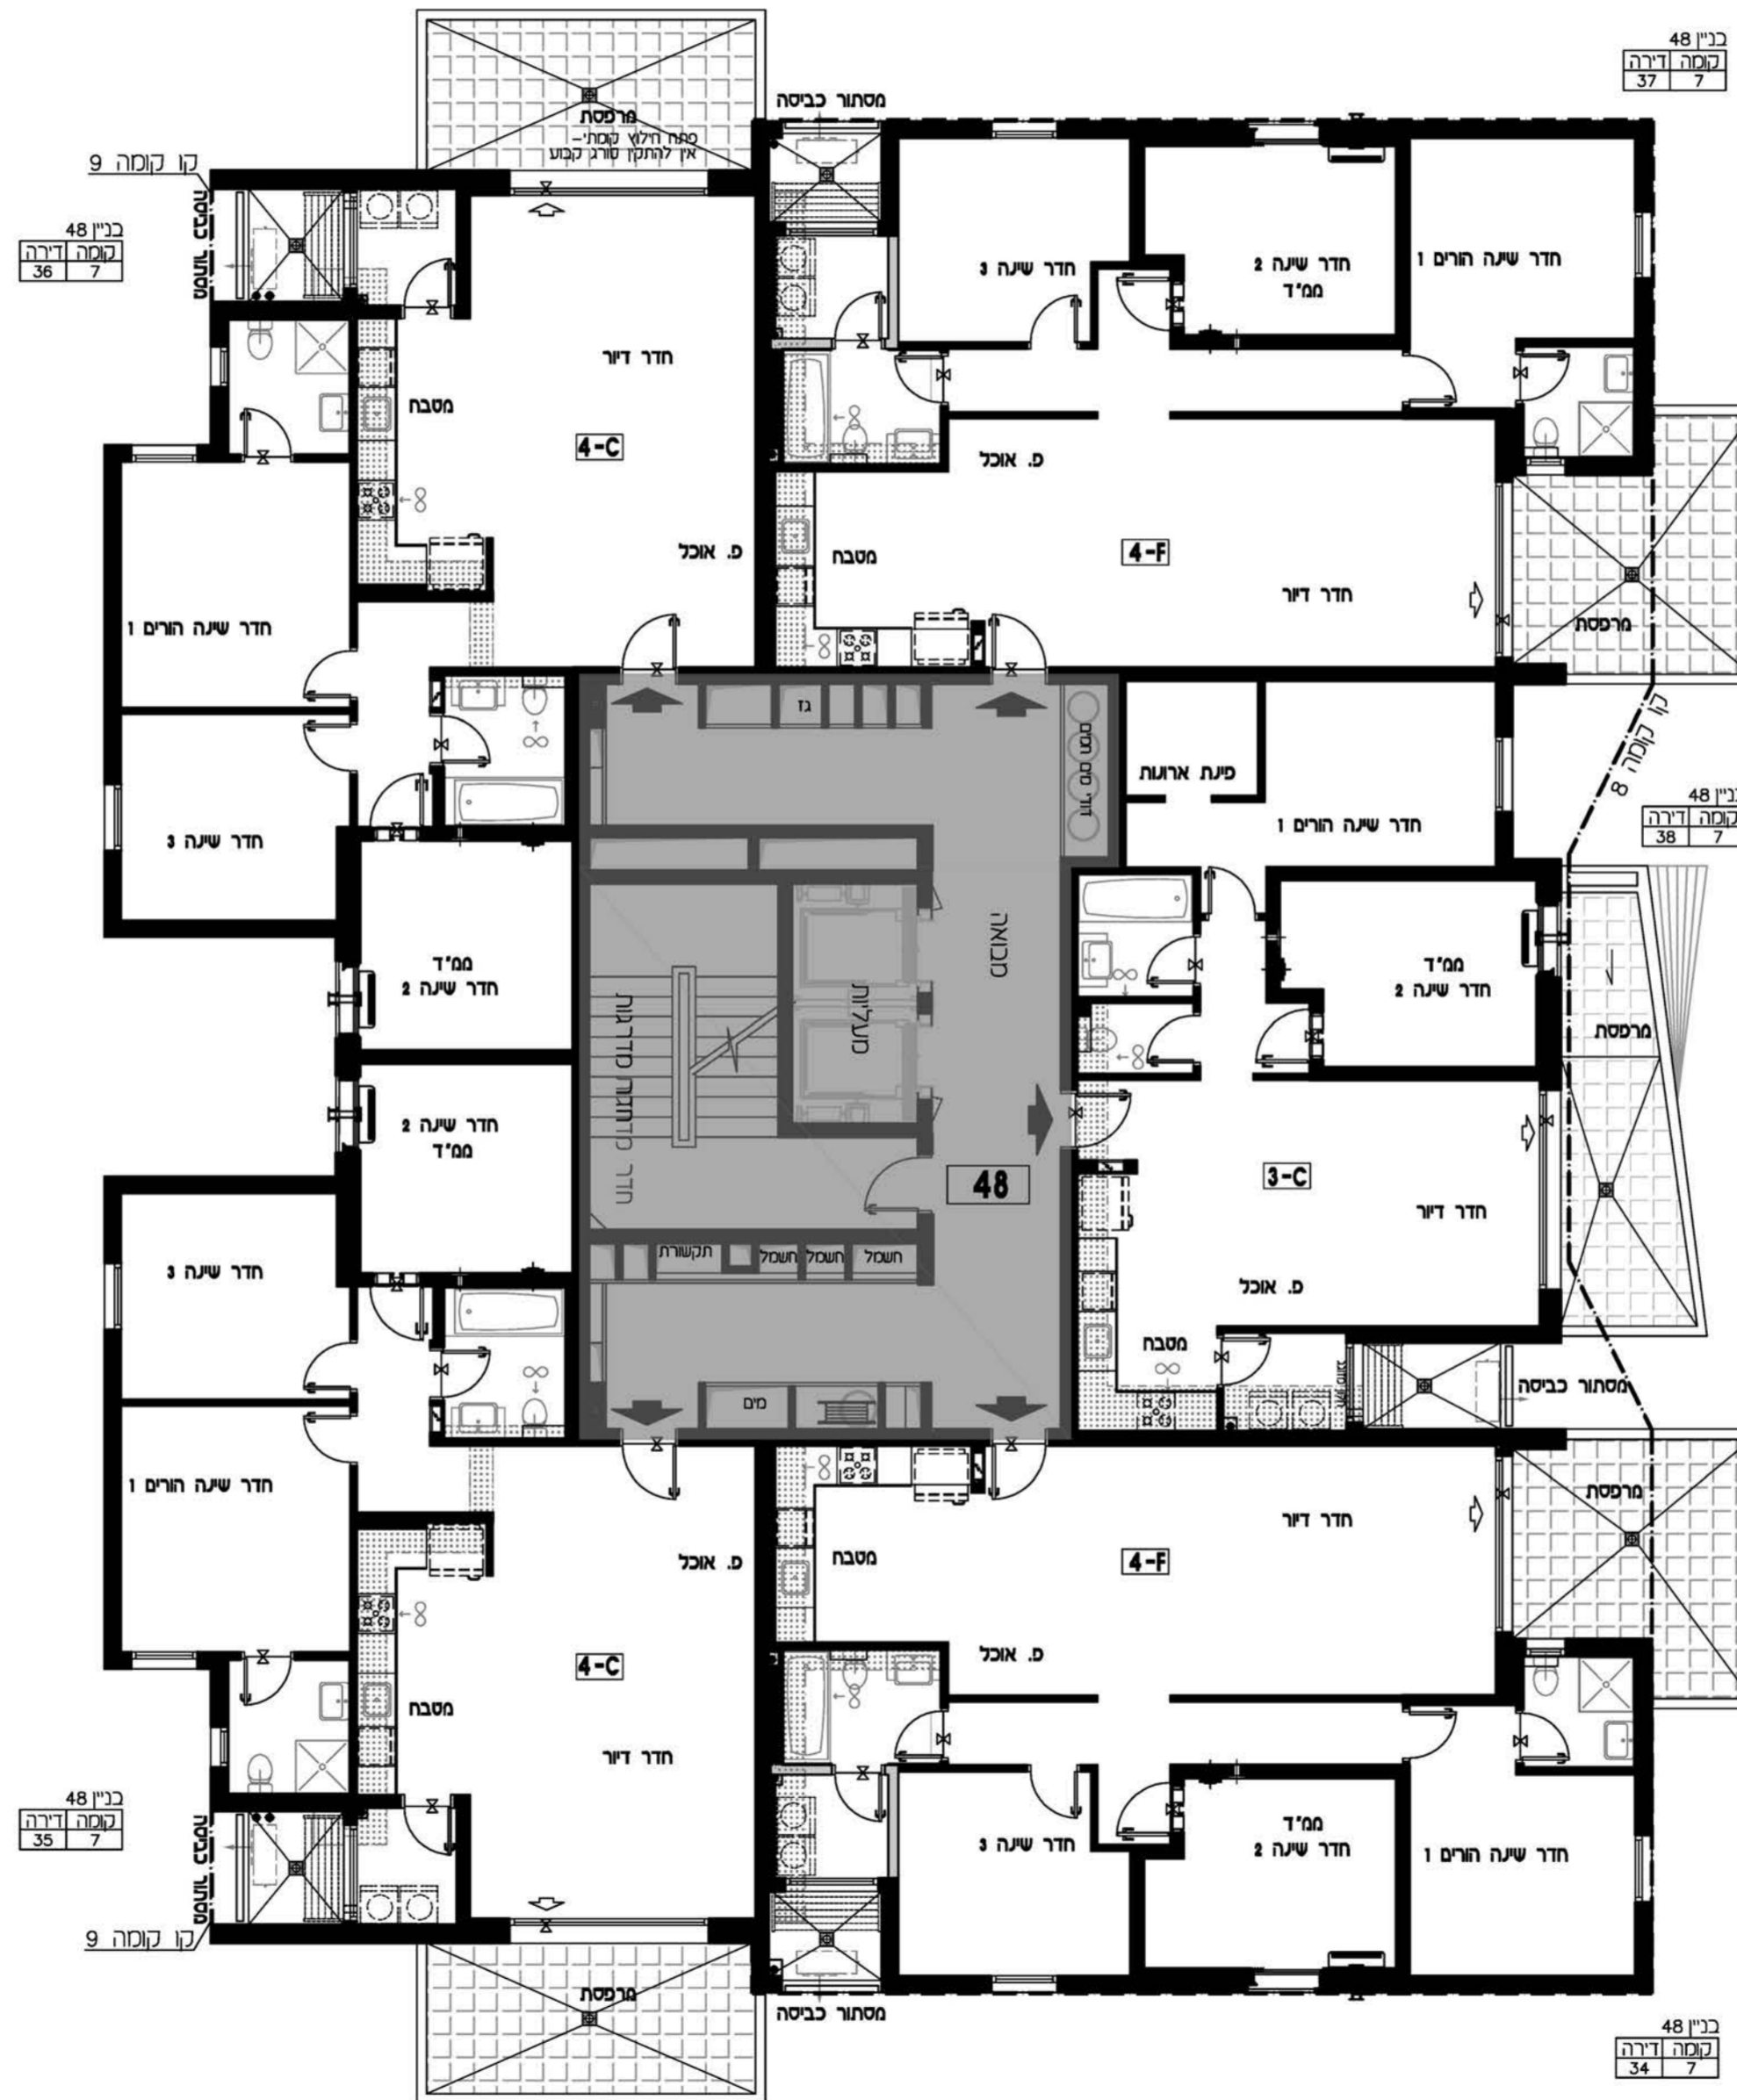 בניין 48
קומה דירה
7 37
מסתור כביסה
מרפסת
פתח חילוץ קומתי-
אין להתקין סורג קבוע
קו קומה 9
מסתור כביסה
בניין 48
קומה דירה
7 36
חדר שינה 3
חדר שינה 2
ממ"ד
חדר שינה הורים 1
חדר דיור
מטבח
4-C
פ. אוכל
פ. אוכל
4-F
מטבח
חדר דיור
מרפסת
חדר שינה הורים 1
קו קומה 8
גז
דודי מים חמים
פינת ארונות
חדר שינה הורים 1
בניין 48
קומה דירה
7 38
חדר שינה 3
מבואה
ממ"ד
חדר שינה 2
ממ"ד
חדר שינה 2
מעליות
חדר מדרגות
מרפסת
חדר שינה 2
ממ"ד
48
3-C
חדר דיור
תקשורת
חשמל
חשמל
חשמל
חדר שינה 3
פ. אוכל
מטבח
מסתור כביסה
מים
חדר שינה הורים 1
מרפסת
חדר דיור
מטבח
4-F
פ. אוכל
פ. אוכל
4-C
מטבח
חדר דיור
בניין 48
קומה דירה
7 35
מסתור כביסה
קו קומה 9
חדר שינה 3
ממ"ד
חדר שינה 2
חדר שינה הורים 1
מרפסת
מסתור כביסה
בניין 48
קומה דירה
7 34